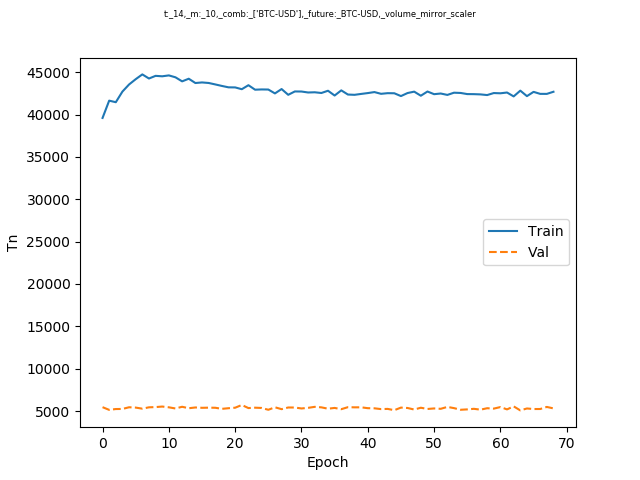 t:_14,_m:_10,_comb:_['BTC-USD'],_future:_BTC-USD,_volume_mirror_scaler
45000
40000
35000
30000
25000
20000
15000
10000
5000
Tn
Train
Val
0 10 20 30 40 50 60 70
Epoch